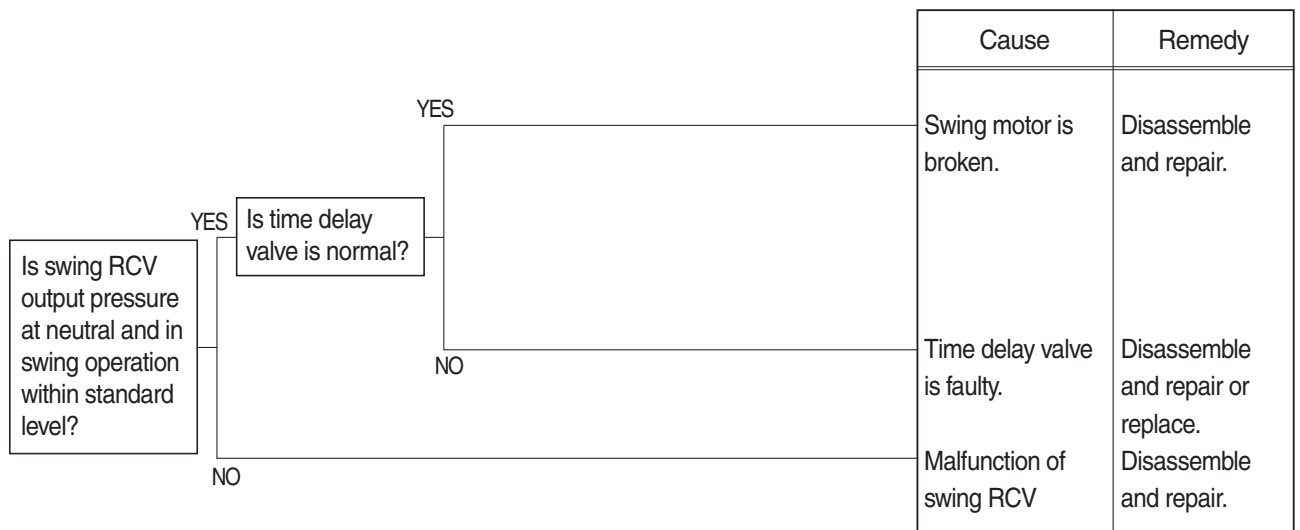 Cause
Remedy
YES
Swing motor is
broken.
Disassemble
and repair.
YES
Is time delay
valve is normal?
Is swing RCV
output pressure
at neutral and in
swing operation
within standard
level?
NO
Time delay valve
is faulty.
Disassemble
and repair or
replace.
NO
Malfunction of
swing RCV
Disassemble
and repair.